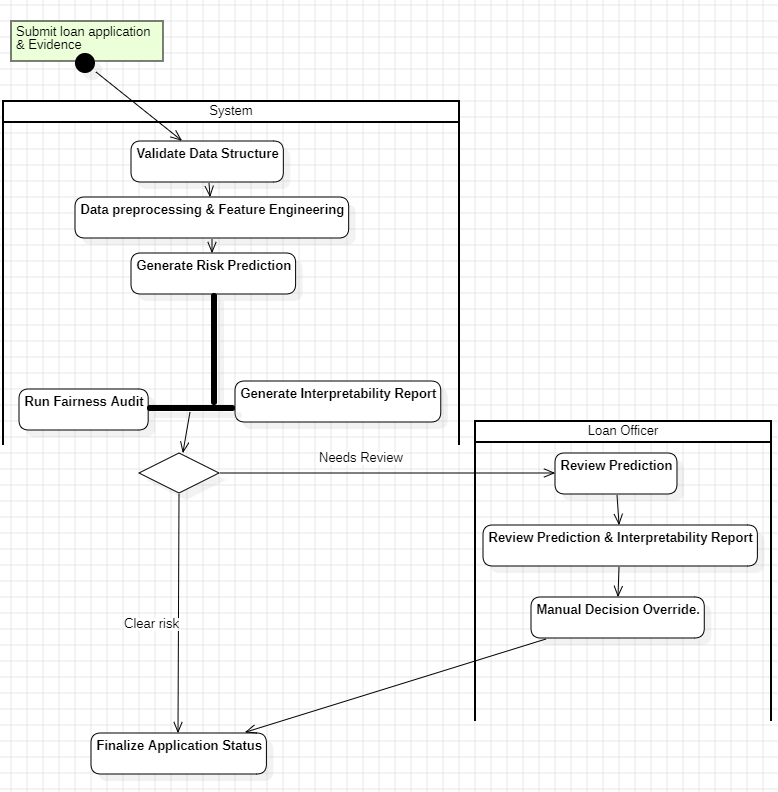 Submit loan application
& Evidence
System
Validate Data Structure
Data preprocessing & Feature Engineering
Generate Risk Prediction
Run Fairness Audit
Generate Interpretability Report
Loan Officer
Needs Review
Review Prediction
Review Prediction & Interpretability Report
Manual Decision Override.
Clear risk
Finalize Application Status